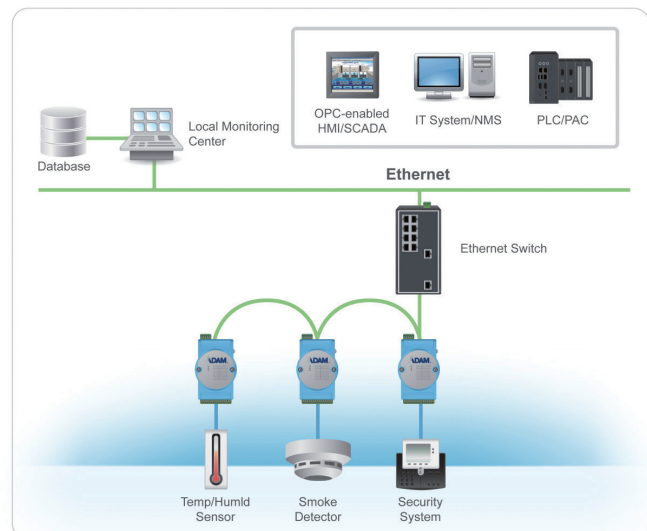 OPC-enabled
HMI/SCADA
IT System/NMS
PLC/PAC
Local Monitoring
Center
Database
Ethernet
Ethernet Switch
ADAM
ADAM
ADAM
Temp/Humld
Sensor
Smoke
Detector
Security
System